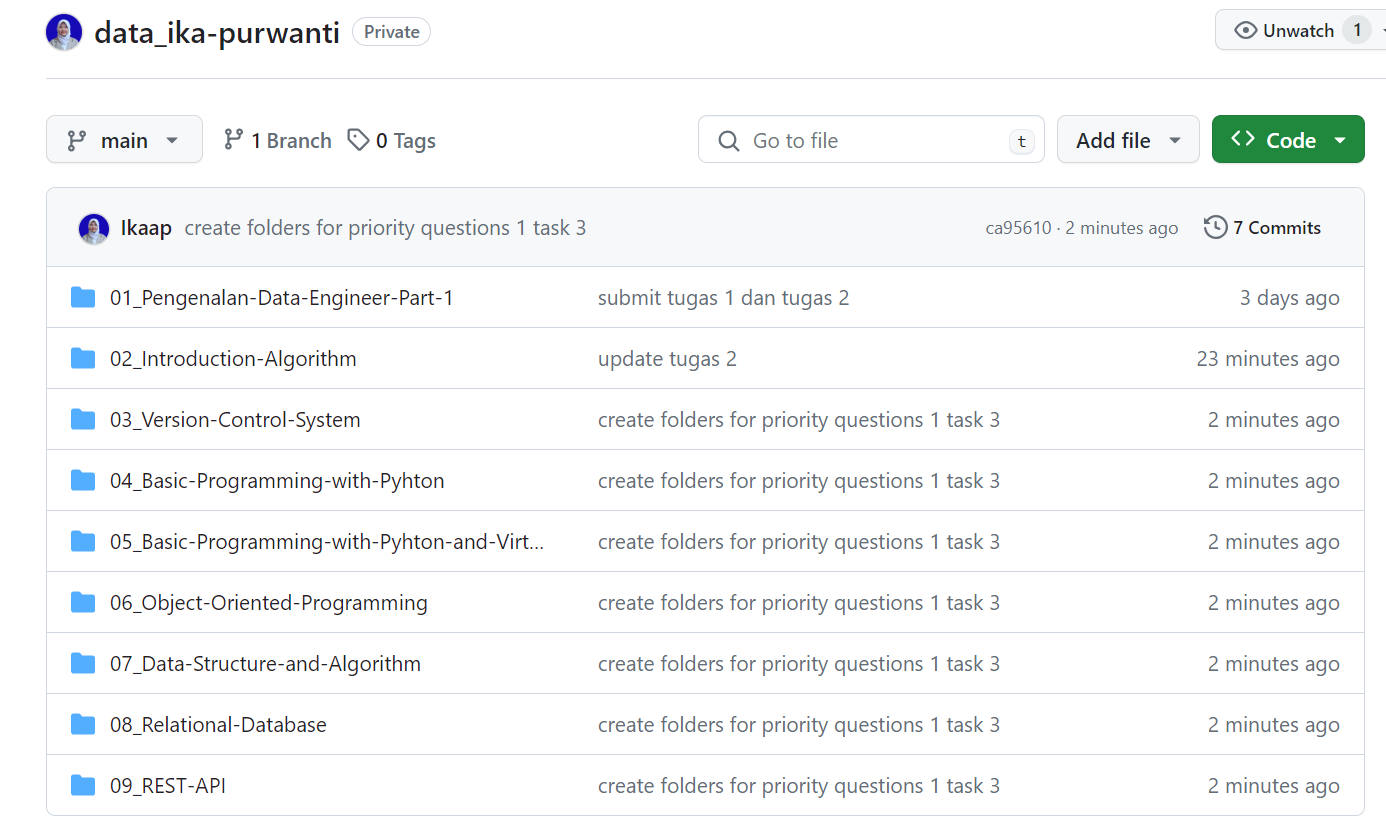 data_ika-purwanti Private Unwatch 1
main 1 Branch 0 Tags Go to file t Add file Code
Ikaap create folders for priority questions 1 task 3 ca95610 · 2 minutes ago 7 Commits
01_Pengenalan-Data-Engineer-Part-1 submit tugas 1 dan tugas 2 3 days ago
02_Introduction-Algorithm update tugas 2 23 minutes ago
03_Version-Control-System create folders for priority questions 1 task 3 2 minutes ago
04_Basic-Programming-with-Pyhton create folders for priority questions 1 task 3 2 minutes ago
05_Basic-Programming-with-Pyhton-and-Virt... create folders for priority questions 1 task 3 2 minutes ago
06_Object-Oriented-Programming create folders for priority questions 1 task 3 2 minutes ago
07_Data-Structure-and-Algorithm create folders for priority questions 1 task 3 2 minutes ago
08_Relational-Database create folders for priority questions 1 task 3 2 minutes ago
09_REST-API create folders for priority questions 1 task 3 2 minutes ago